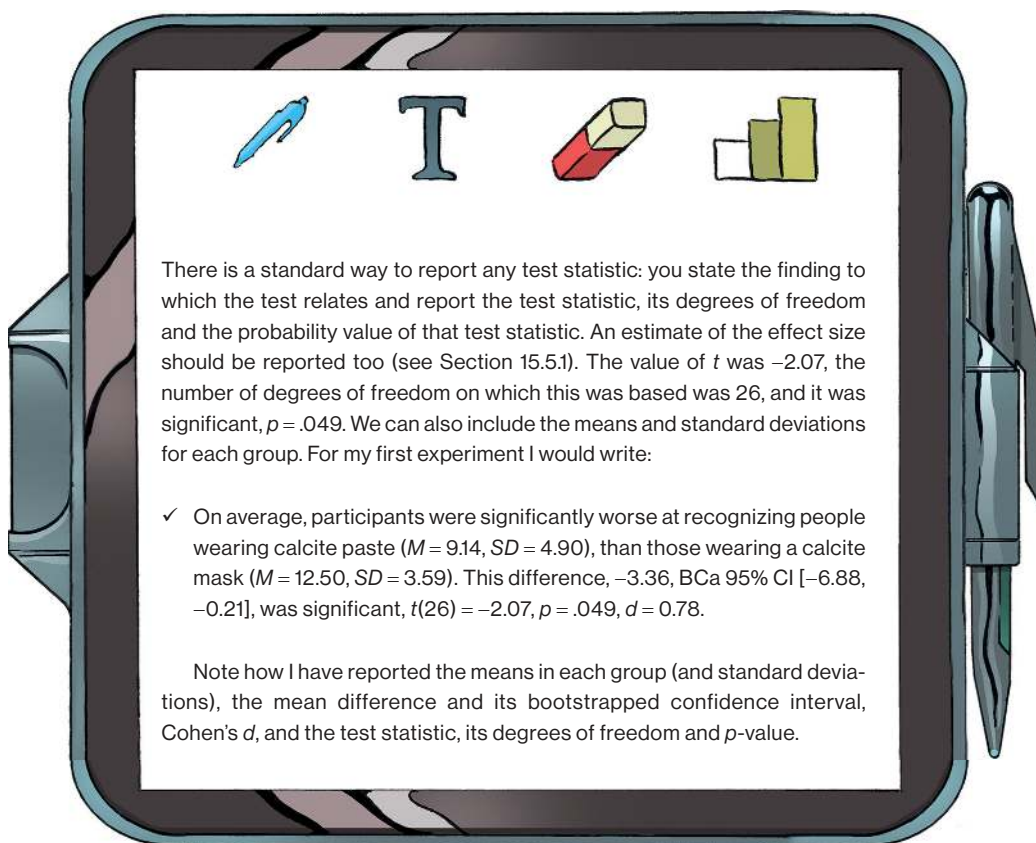 T
There is a standard way to report any test statistic: you state the finding to
which the test relates and report the test statistic, its degrees of freedom
and the probability value of that test statistic. An estimate of the effect size
should be reported too (see Section 15.5.1). The value of t was −2.07, the
number of degrees of freedom on which this was based was 26, and it was
significant, p = .049. We can also include the means and standard deviations
for each group. For my first experiment I would write:
✓ On average, participants were significantly worse at recognizing people
wearing calcite paste (M = 9.14, SD = 4.90), than those wearing a calcite
mask (M = 12.50, SD = 3.59). This difference, −3.36, BCa 95% CI [−6.88,
−0.21], was significant, t(26) = −2.07, p = .049, d = 0.78.
Note how I have reported the means in each group (and standard devia-
tions), the mean difference and its bootstrapped confidence interval,
Cohen’s d, and the test statistic, its degrees of freedom and p-value.